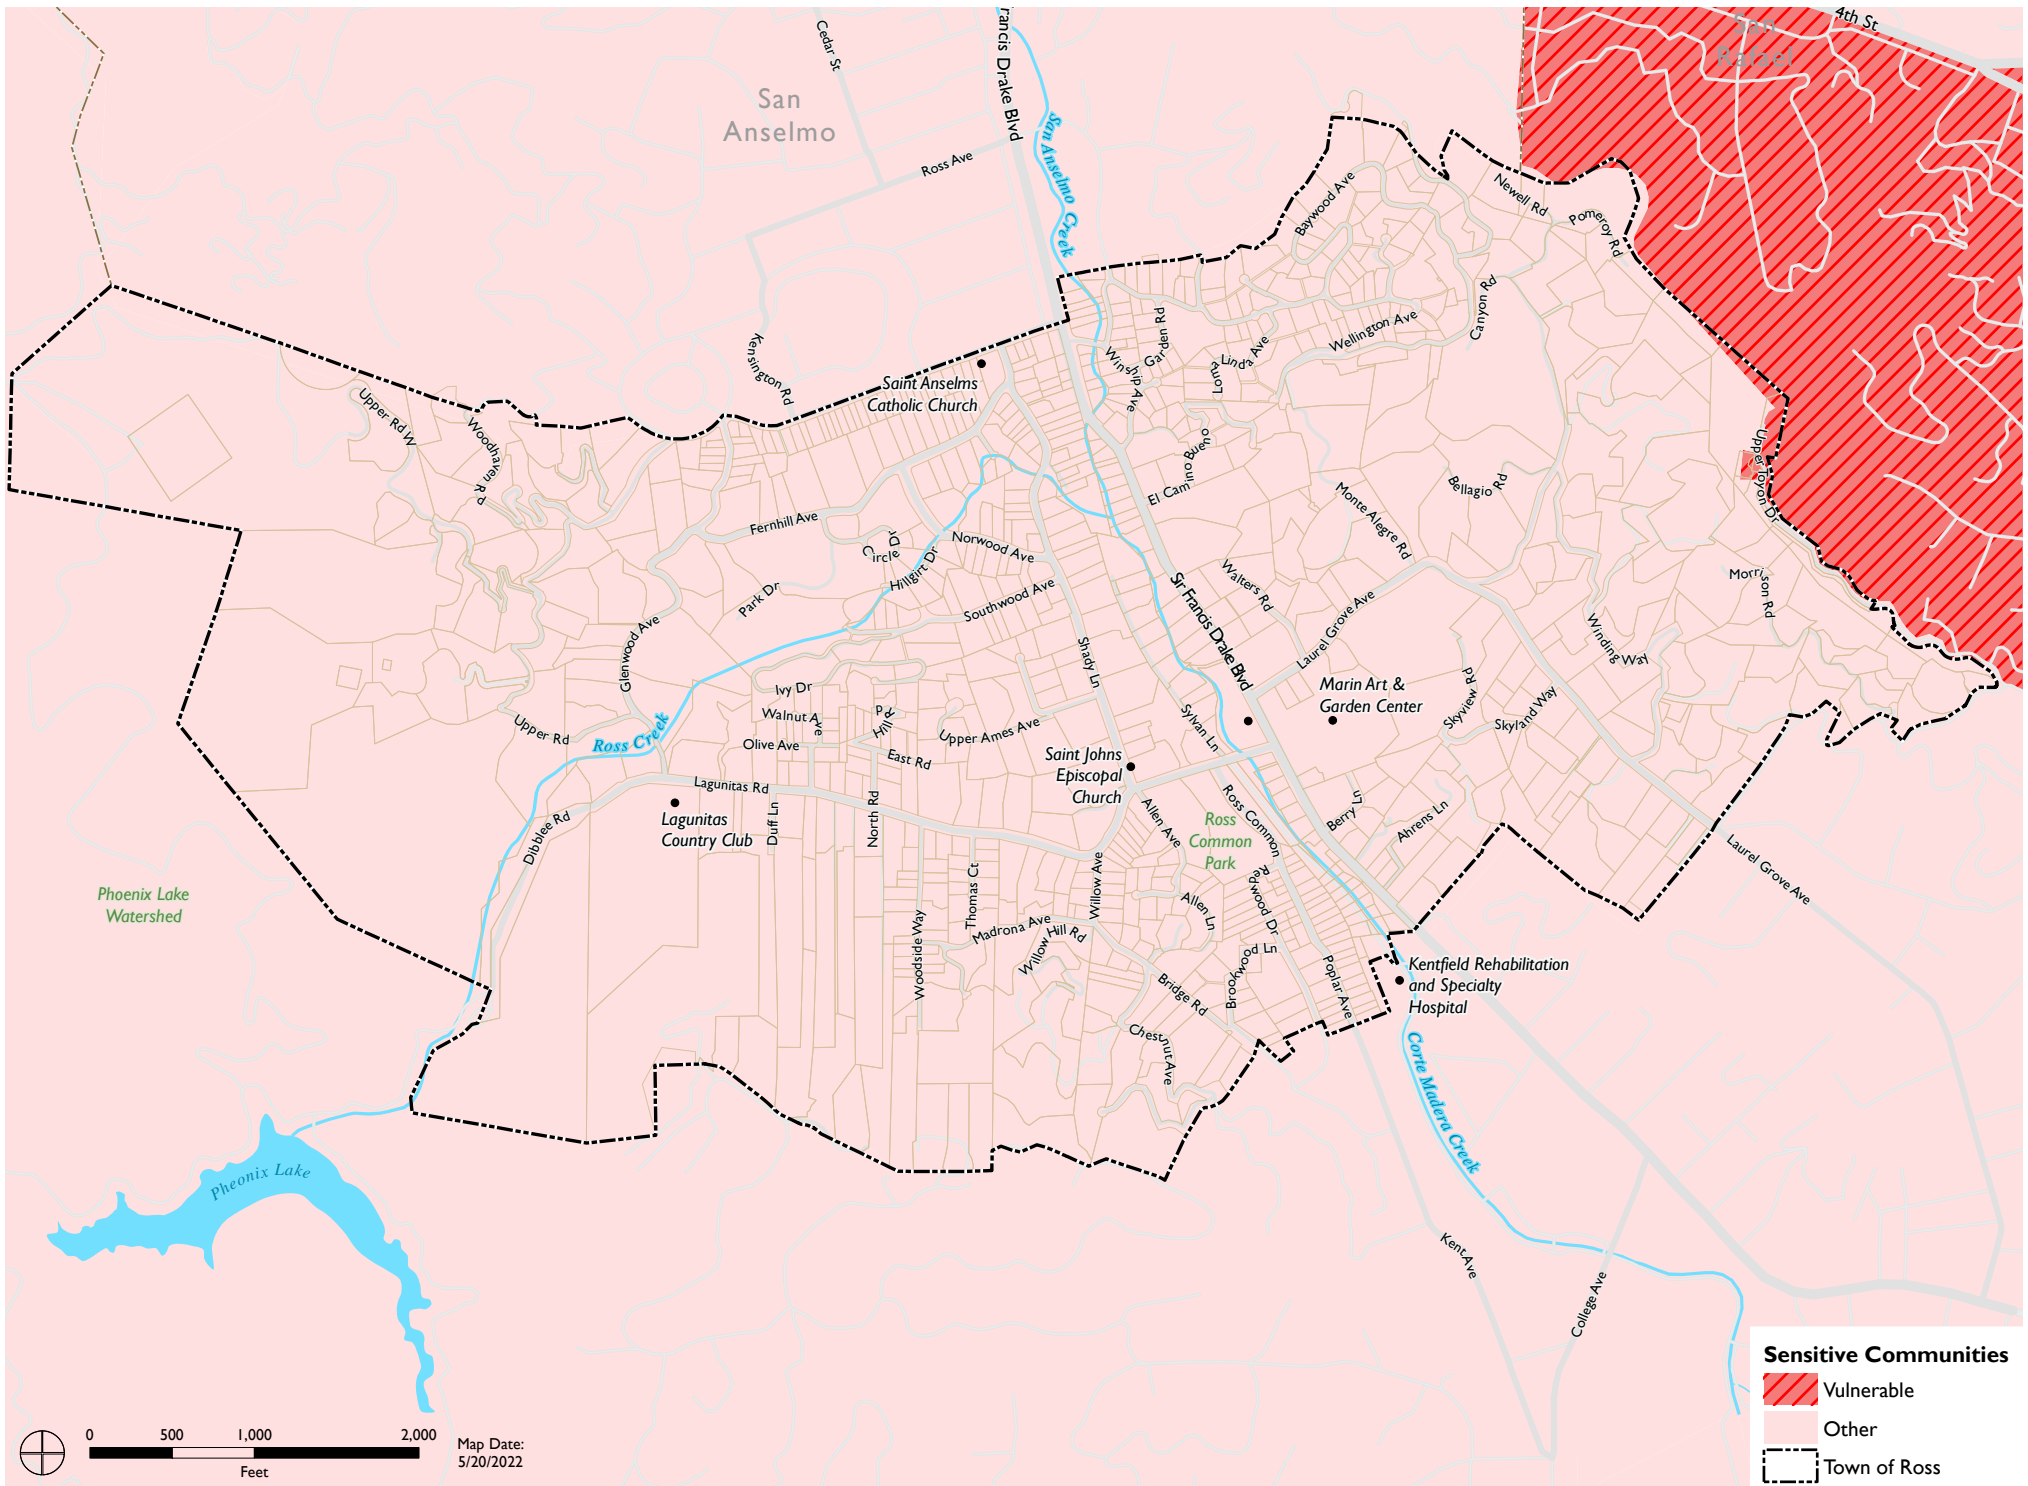 4th St
San
Rafael
Cedar St
Francis Drake Blvd
San
Anselmo
San Anselmo Creek
Ross Ave
Baywood Ave
Newell Rd
Pomeroy Rd
Canyon Rd
Kensington Rd
Winship Ave
Garden Rd
Linda Ave
Loma
Wellington Ave
Saint Anselms
Catholic Church
Upper Rd W
Woodhaven Rd
El Camino Bueno
Monte Alegre Rd
Bellagio Rd
Upper Toyon Dr
Fernhill Ave
Circle Dr
Norwood Ave
Hillgirt Dr
Park Dr
Southwood Ave
Walters Rd
Sir Francis Drake Blvd
Laurel Grove Ave
Morrison Rd
Winding Way
Glenwood Ave
Shady Ln
Ivy Dr
Walnut Ave
Hill Rd
Marin Art &
Garden Center
Skyview Rd
Skyland Way
Upper Rd
Ross Creek
Olive Ave
East Rd
Upper Ames Ave
Sylvan Ln
Saint Johns
Episcopal
Church
Lagunitas Rd
Lagunitas
Country Club
Duff Ln
North Rd
Dibblee Rd
Allen Ave
Ross Common
Ross
Common
Park
Berry Ln
Ahrens Ln
Laurel Grove Ave
Phoenix Lake
Watershed
Thomas Ct
Willow Ave
Redwood Dr
Allen Ln
Woodside Way
Madrona Ave
Willow Hill Rd
Brookwood Ln
Poplar Ave
Bridge Rd
Kentfield Rehabilitation
and Specialty
Hospital
Chestnut Ave
Corte Madera Creek
Pheonix Lake
Kent Ave
College Ave
Sensitive Communities
Vulnerable
Other
Town of Ross
0 500 1,000 2,000
Feet
Map Date:
5/20/2022